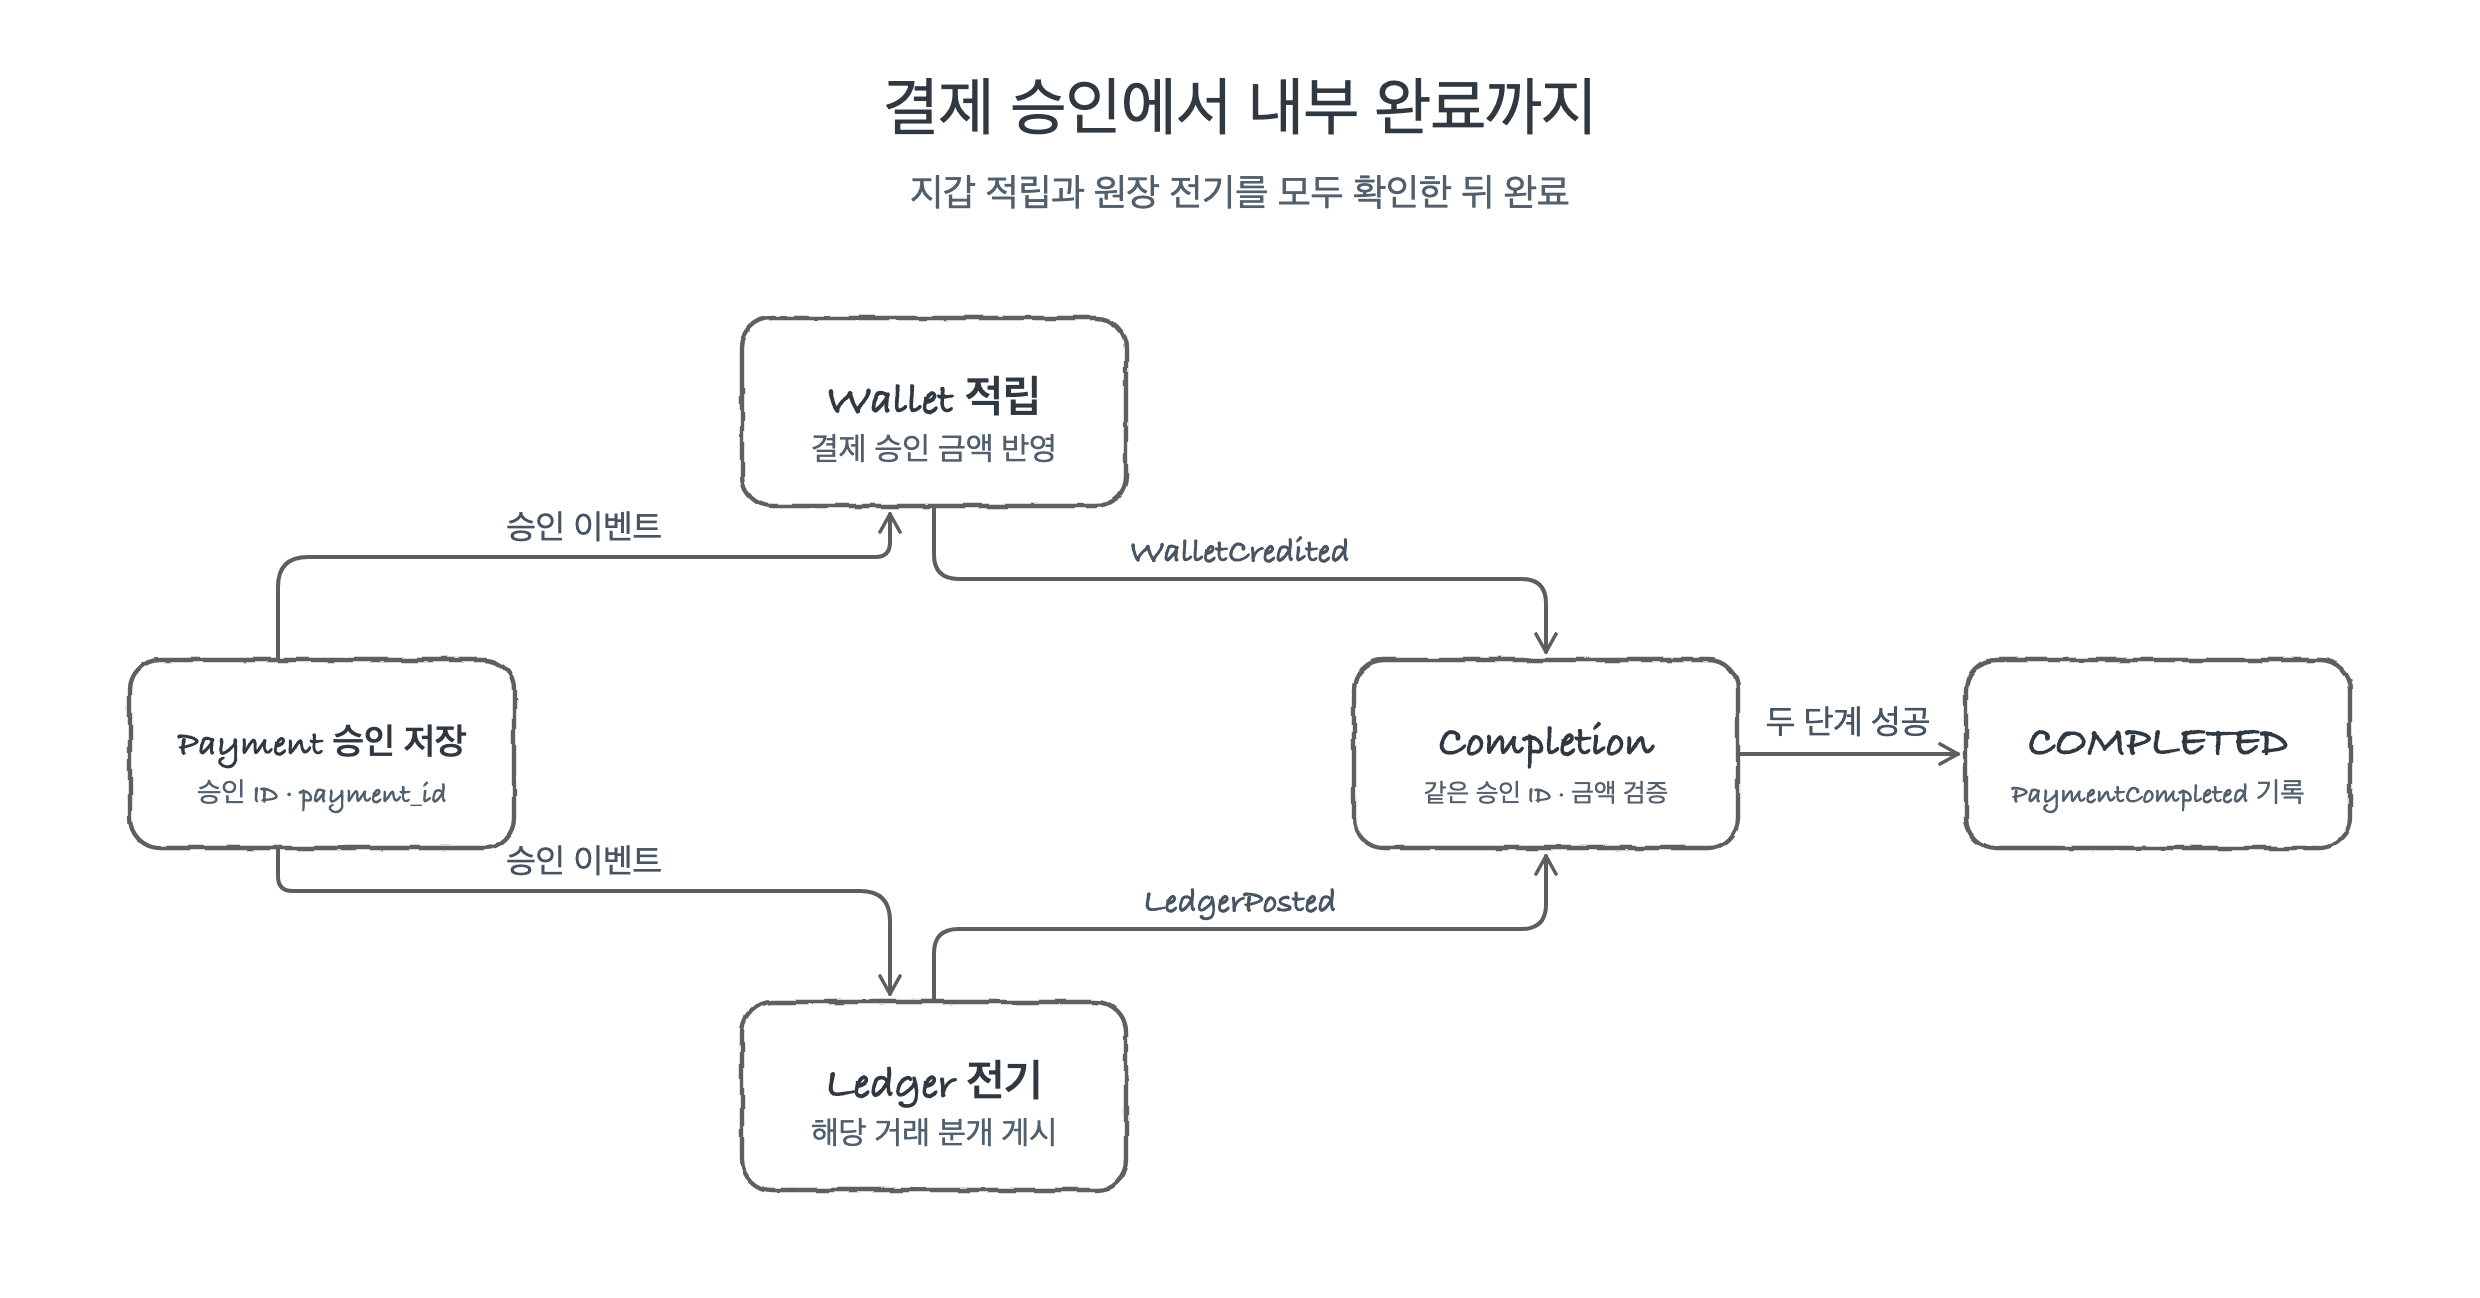 결제 승인에서 내부 완료까지
지갑 적립과 원장 전기를 모두 확인한 뒤 완료
Wallet 적립
결제 승인 금액 반영
승인 이벤트
WalletCredited
Payment 승인 저장
승인 ID · payment_id
Completion
같은 승인 ID · 금액 검증
두 단계 성공
COMPLETED
PaymentCompleted 기록
승인 이벤트
LedgerPosted
Ledger 전기
해당 거래 분개 게시